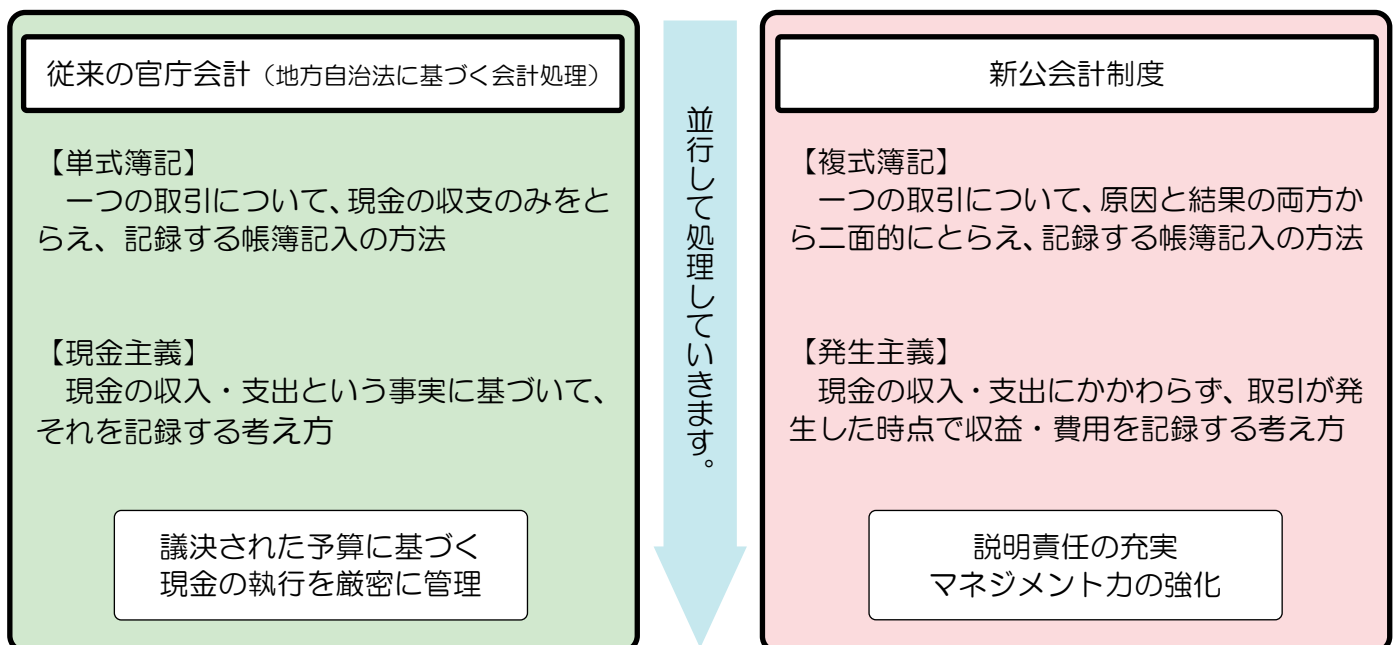 従来の官庁会計（地方自治法に基づく会計処理）
【単式簿記】
一つの取引について、現金の収支のみをと
らえ、記録する帳簿記入の方法
【現金主義】
現金の収入・支出という事実に基づいて、
それを記録する考え方
議決された予算に基づく
現金の執行を厳密に管理
並行して処理していきます。
新公会計制度
【複式簿記】
一つの取引について、原因と結果の両方か
ら二面的にとらえ、記録する帳簿記入の方法
【発生主義】
現金の収入・支出にかかわらず、取引が発
生した時点で収益・費用を記録する考え方
説明責任の充実
マネジメント力の強化